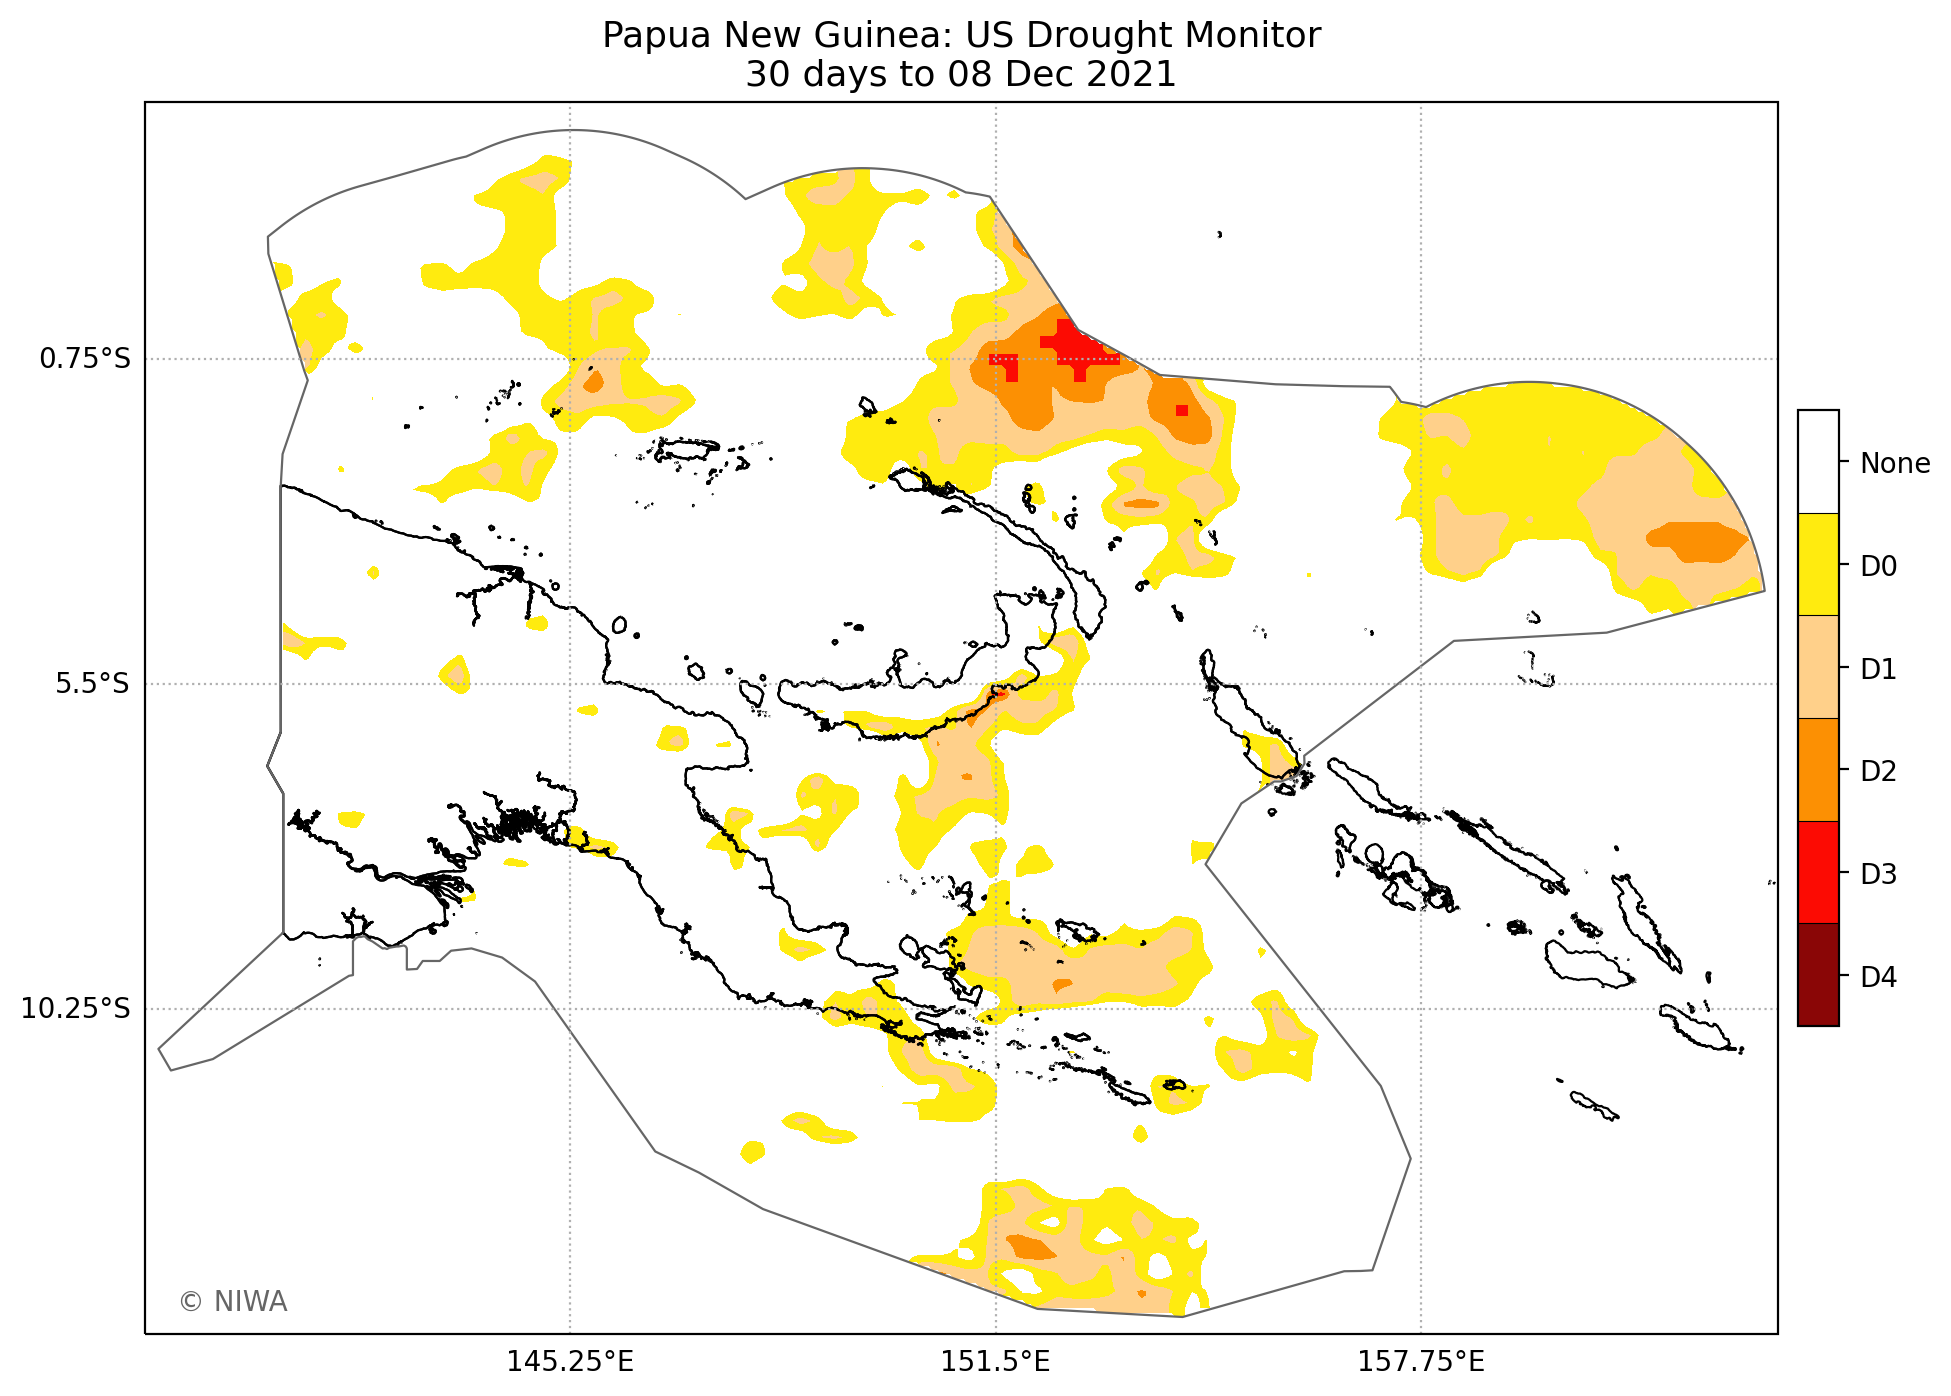 Papua New Guinea: US Drought Monitor
30 days to 08 Dec 2021
0.75°S
5.5°S
10.25°S
145.25°E
151.5°E
157.75°E
None
D0
D1
D2
D3
D4
© NIWA